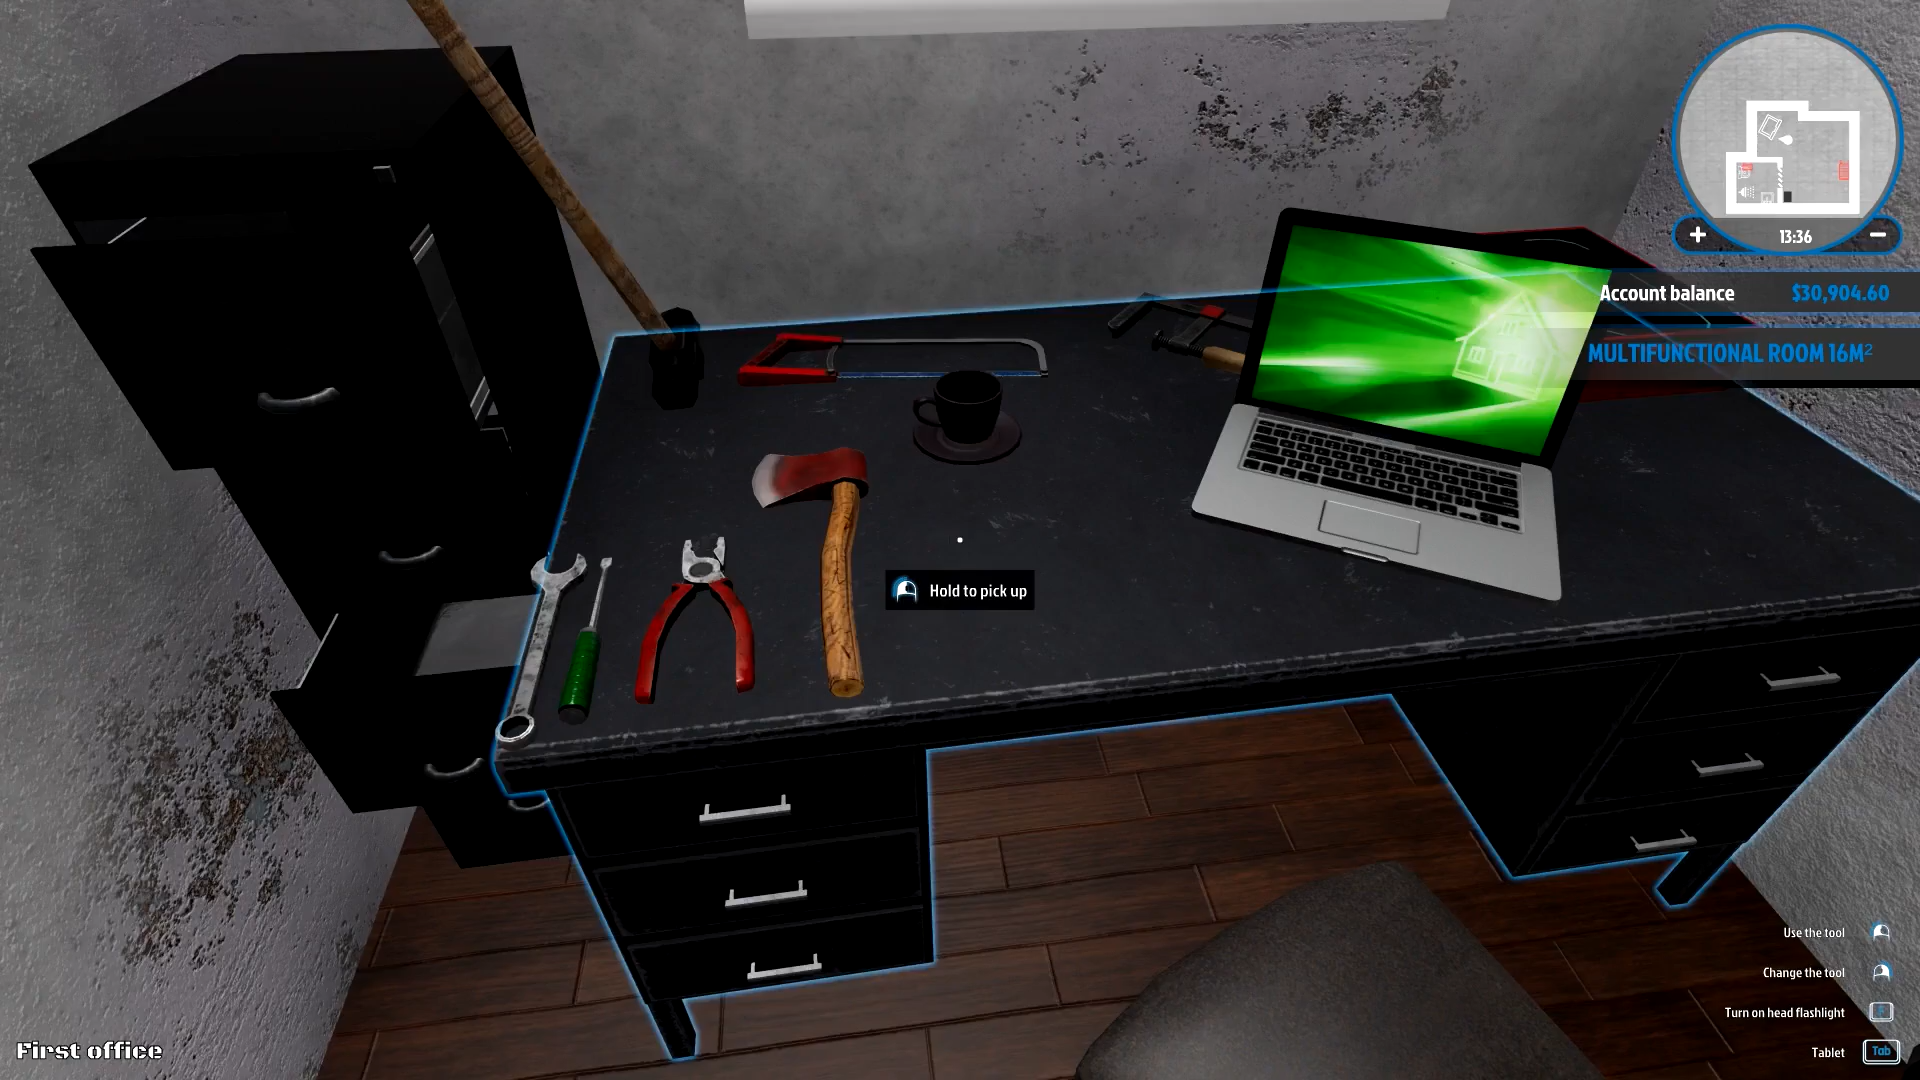 13:36
Account balance $30,904.60
MULTIFUNCTIONAL ROOM 16M²
Hold to pick up
Use the tool
Change the tool
Turn on head flashlight
Tablet Tab
First office